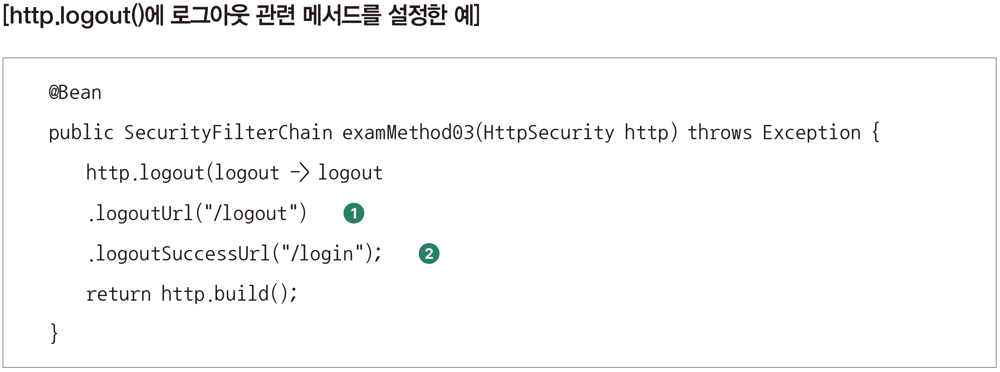 [http.logout()에 로그아웃 관련 메서드를 설정한 예]
@Bean
public SecurityFilterChain examMethod03(HttpSecurity http) throws Exception {
http.logout(logout -> logout
.logoutUrl("/logout") 1
.logoutSuccessUrl("/login"); 2
return http.build();
}